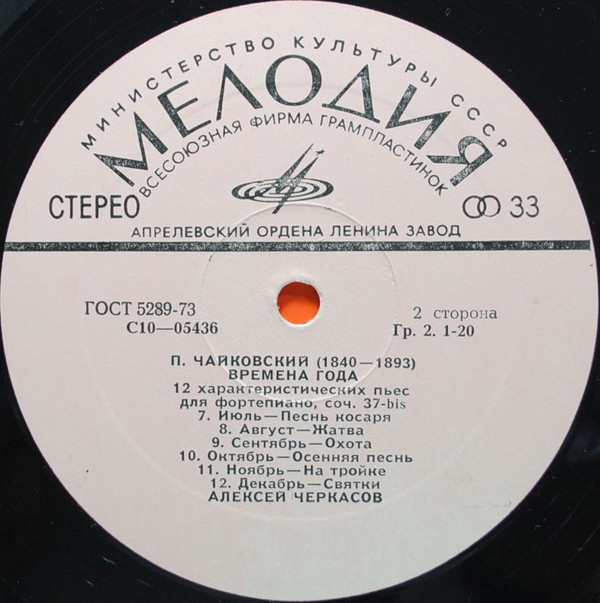 МИНИСТЕРСТВО КУЛЬТУРЫ СССР
МЕЛОДИЯ
ВСЕСОЮЗНАЯ ФИРМА ГРАМПЛАСТИНОК
СТЕРЕО
33
АПРЕЛЕВСКИЙ ОРДЕНА ЛЕНИНА ЗАВОД
ГОСТ 5289-73
2 сторона
С10—05436
Гр. 2. 1-20
П. ЧАЙКОВСКИЙ (1840—1893)
ВРЕМЕНА ГОДА
12 характеристических пьес
для фортепиано, соч. 37-bis
7. Июль—Песнь косаря
8. Август—Жатва
9. Сентябрь—Охота
10. Октябрь—Осенняя песнь
11. Ноябрь—На тройке
12. Декабрь—Святки
АЛЕКСЕЙ ЧЕРКАСОВ